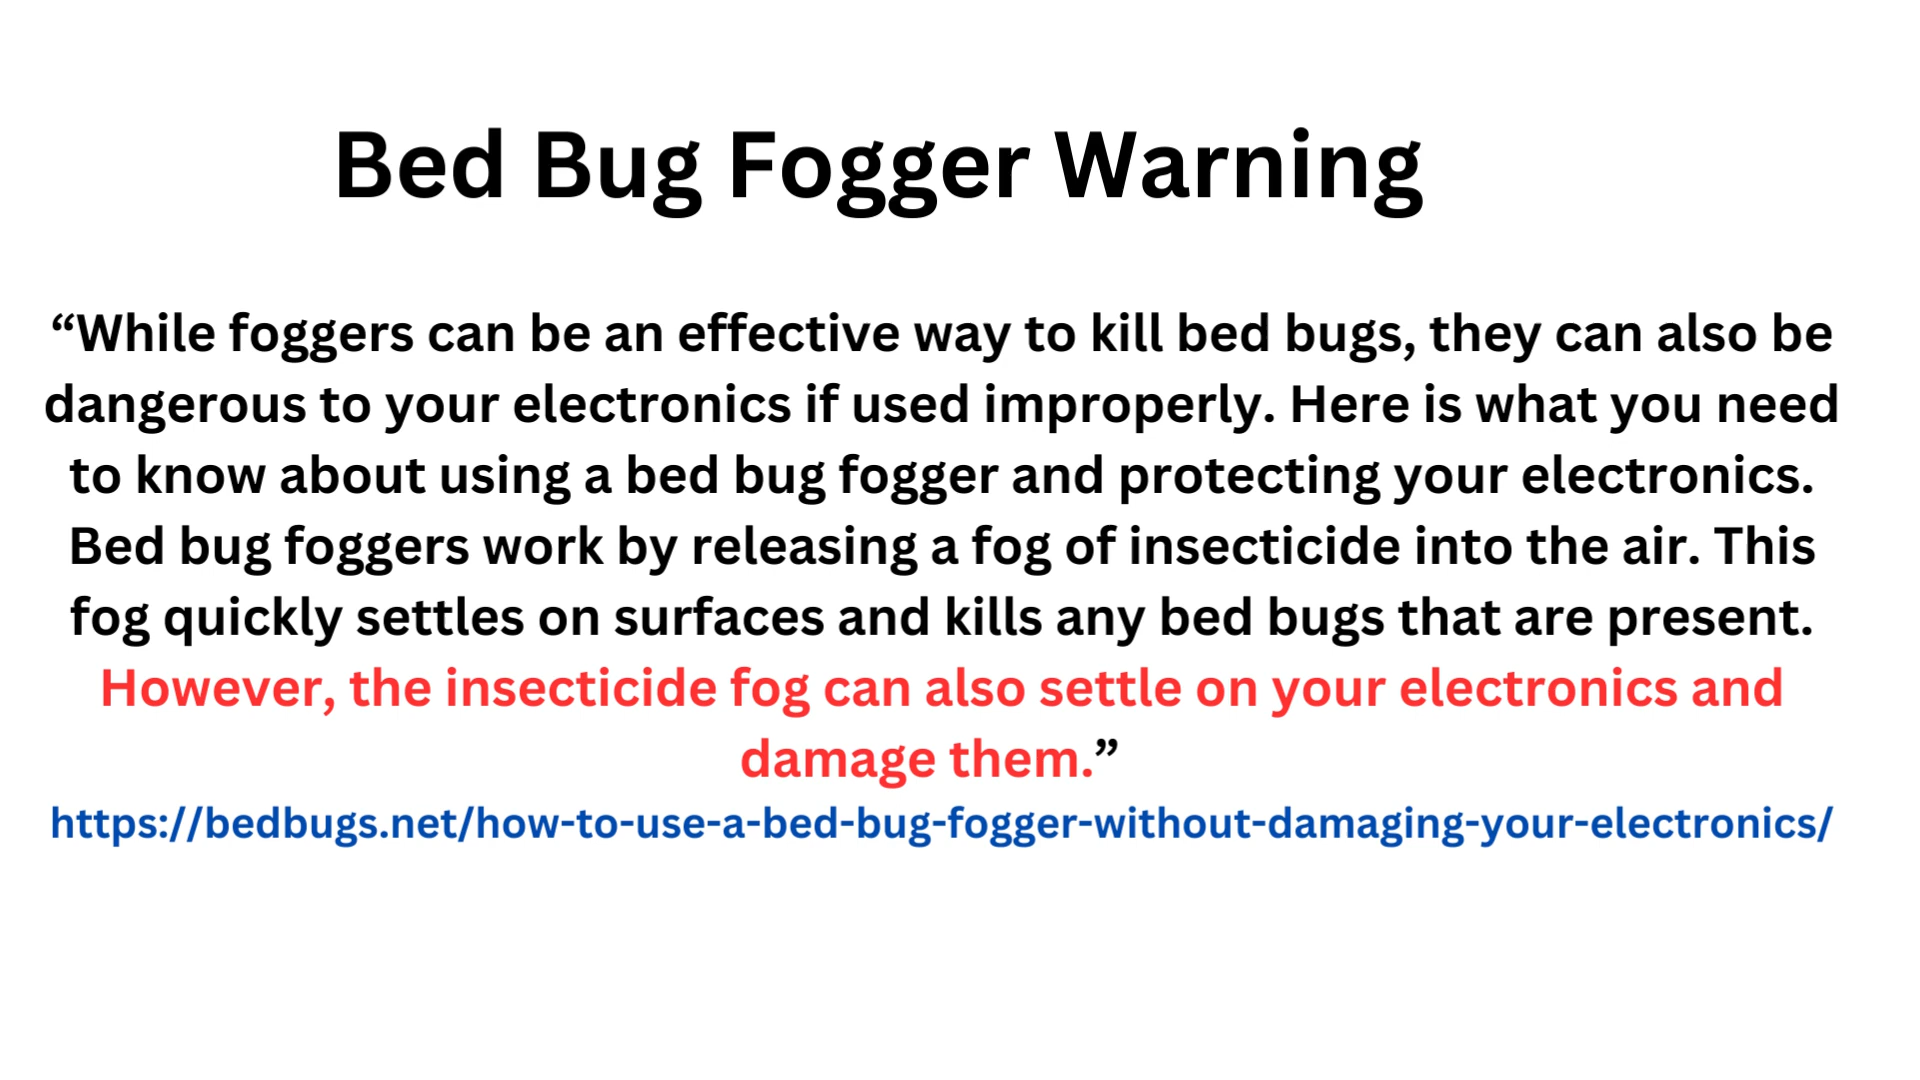 Bed Bug Fogger Warning
“While foggers can be an effective way to kill bed bugs, they can also be
dangerous to your electronics if used improperly. Here is what you need
to know about using a bed bug fogger and protecting your electronics.
Bed bug foggers work by releasing a fog of insecticide into the air. This
fog quickly settles on surfaces and kills any bed bugs that are present.
However, the insecticide fog can also settle on your electronics and
damage them.”
https://bedbugs.net/how-to-use-a-bed-bug-fogger-without-damaging-your-electronics/